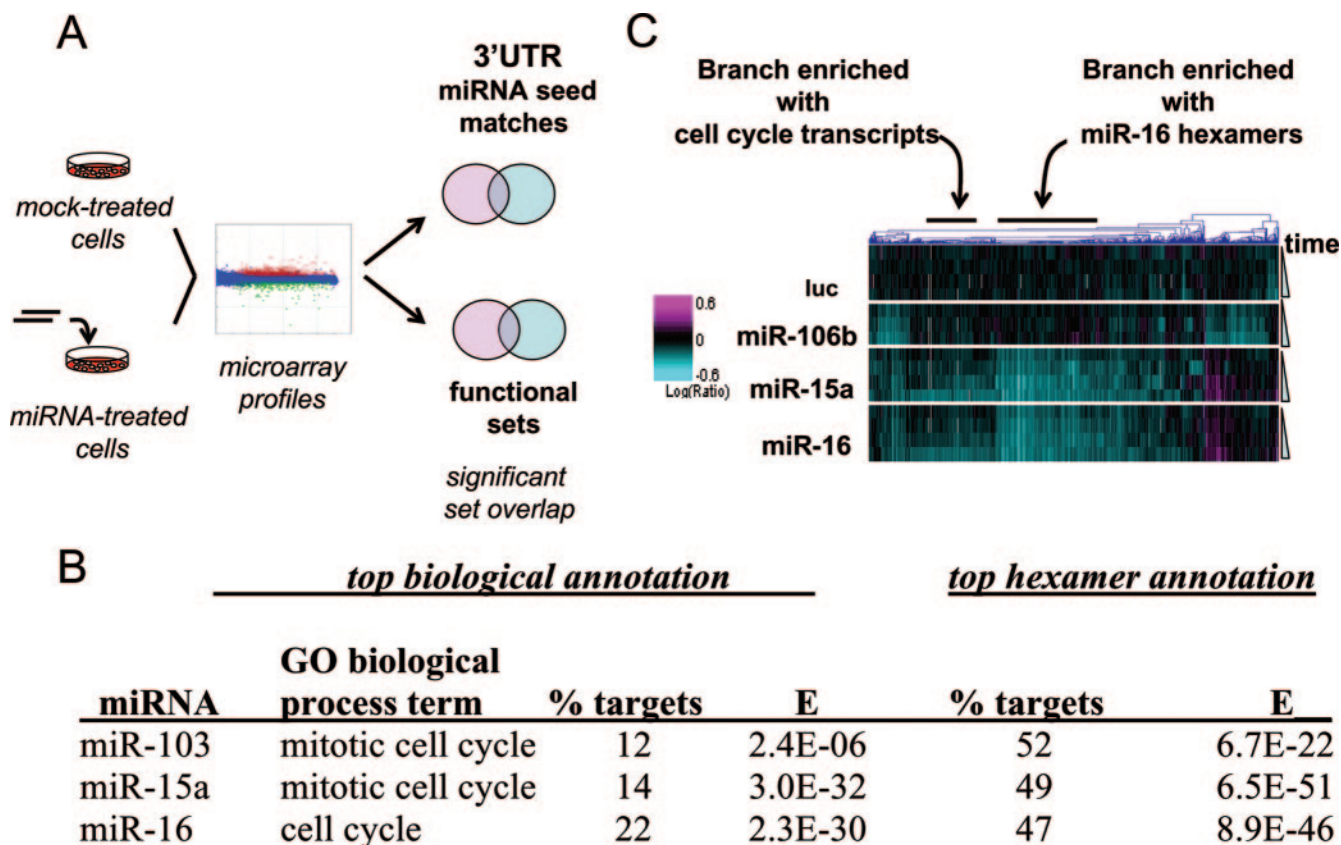 A
mock-treated
cells
miRNA-treated
cells
microarray
profiles
3'UTR
miRNA seed
matches
functional
sets
significant
set overlap
C
Branch enriched
with
cell cycle transcripts
Branch enriched
with
miR-16 hexamers
time
luc
miR-106b
miR-15a
miR-16
0.6
0
-0.6
Log(Ratio)
B
top biological annotation top hexamer annotation
GO biological
miRNA process term % targets E % targets E
miR-103 mitotic cell cycle 12 2.4E-06 52 6.7E-22
miR-15a mitotic cell cycle 14 3.0E-32 49 6.5E-51
miR-16 cell cycle 22 2.3E-30 47 8.9E-46